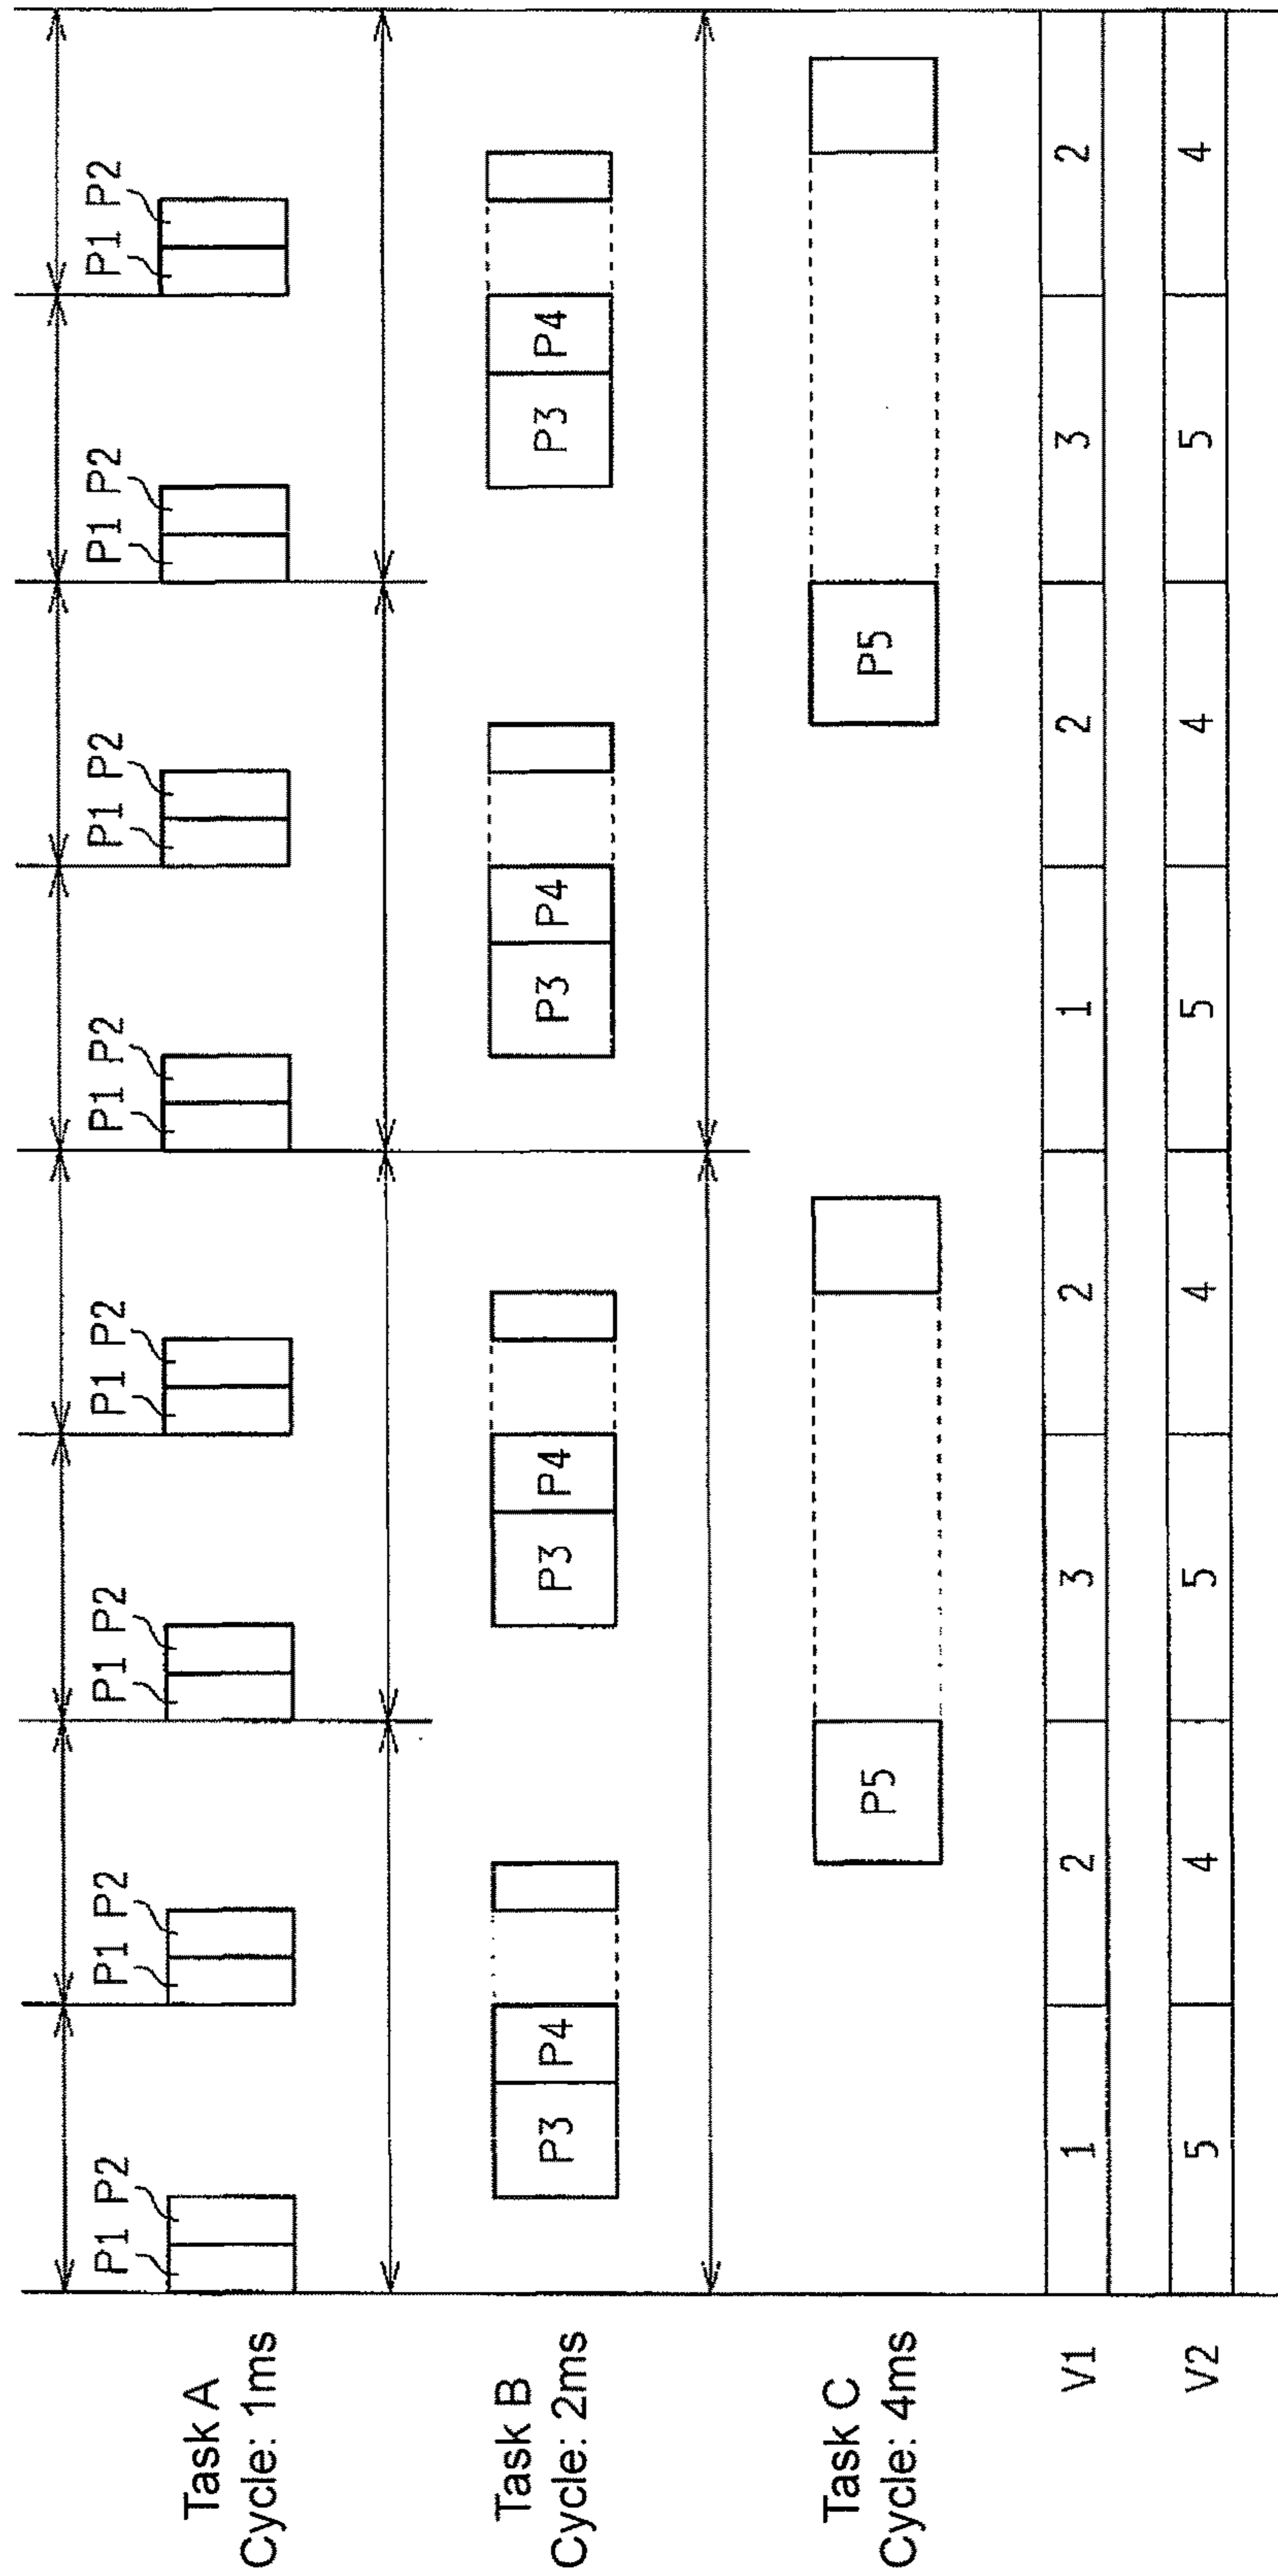 Task A
Cycle: 1ms
P1 P2 P1 P2 P1 P2 P1 P2 P1 P2 P1 P2 P1 P2 P1 P2
Task B
Cycle: 2ms
P3 P4 P3 P4 P3 P4 P3 P4
Task C
Cycle: 4ms
P5 P5
V1 1 2 3 2 1 2 3 2
V2 5 4 5 4 5 4 5 4